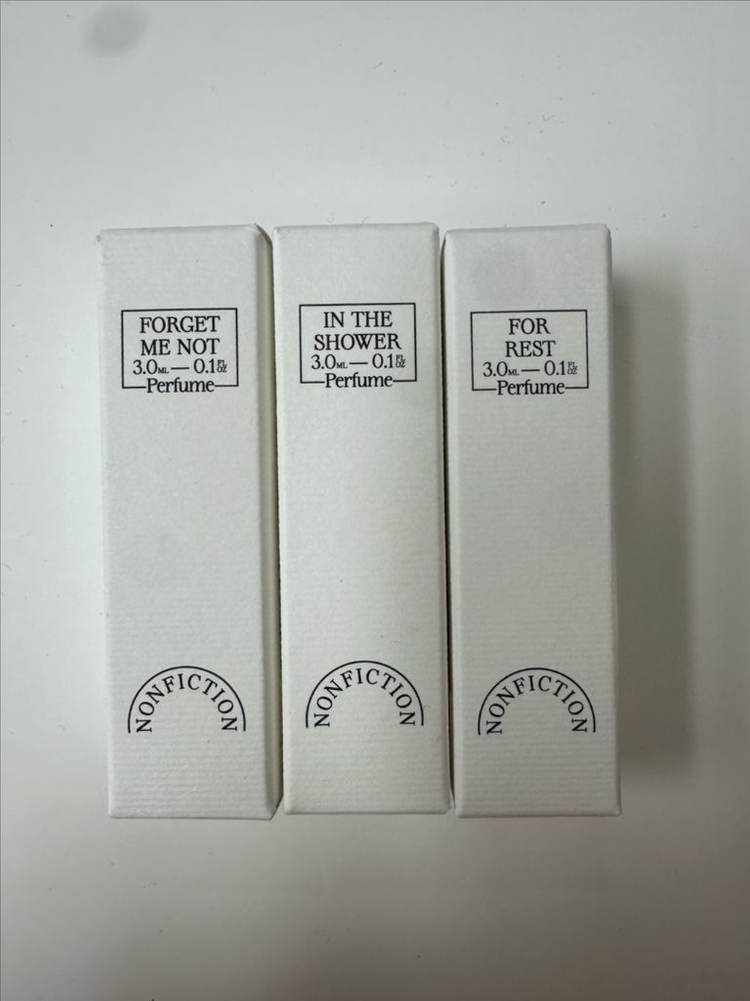 FORGET
ME NOT
3.0ML — 0.1FL OZ
Perfume
NONFICTION
IN THE
SHOWER
3.0ML — 0.1FL OZ
Perfume
NONFICTION
FOR
REST
3.0ML — 0.1FL OZ
Perfume
NONFICTION